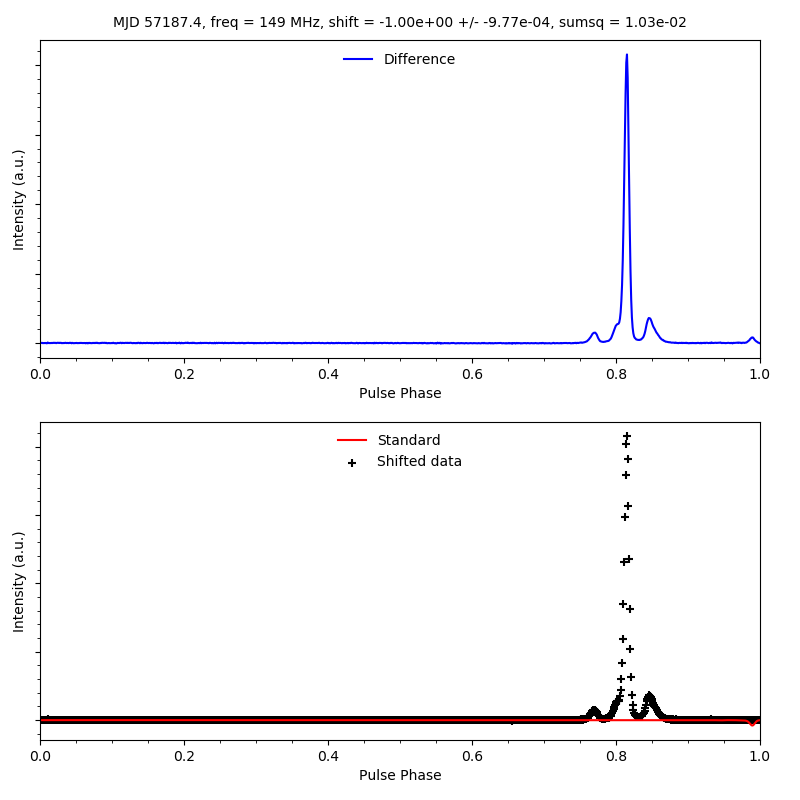 MJD 57187.4, freq = 149 MHz, shift = -1.00e+00 +/- -9.77e-04, sumsq = 1.03e-02
Difference
Intensity (a.u.)
0.0 0.2 0.4 0.6 0.8 1.0
Pulse Phase
Standard
Shifted data
Intensity (a.u.)
0.0 0.2 0.4 0.6 0.8 1.0
Pulse Phase